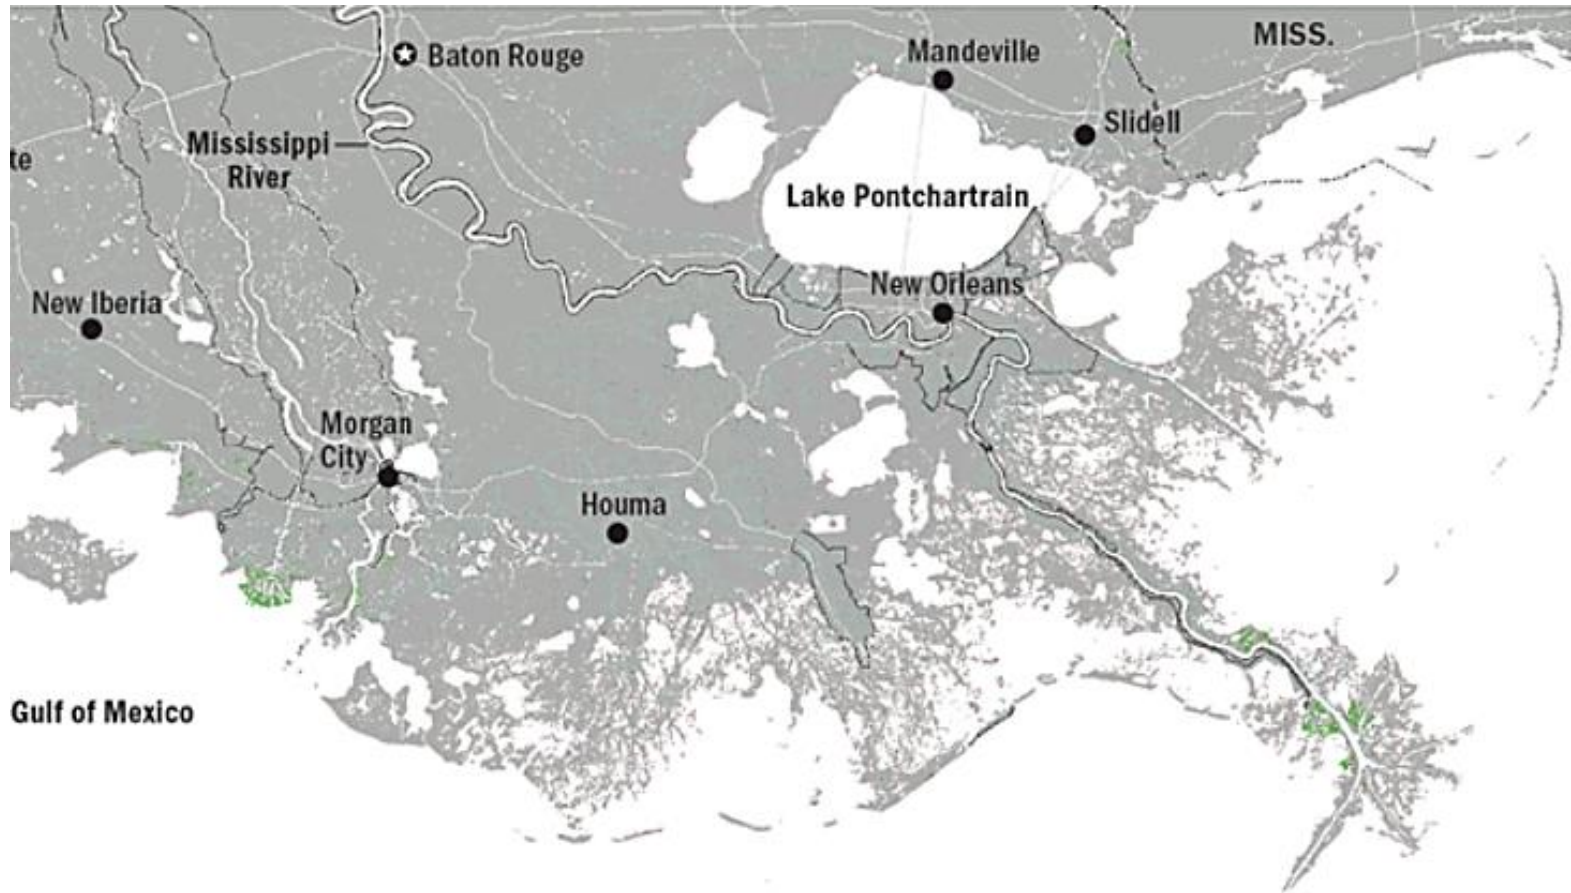 MISS.
Mandeville
Baton Rouge
Slidell
Mississippi
River
te
Lake Pontchartrain
New Orleans
New Iberia
Morgan
City
Houma
Gulf of Mexico